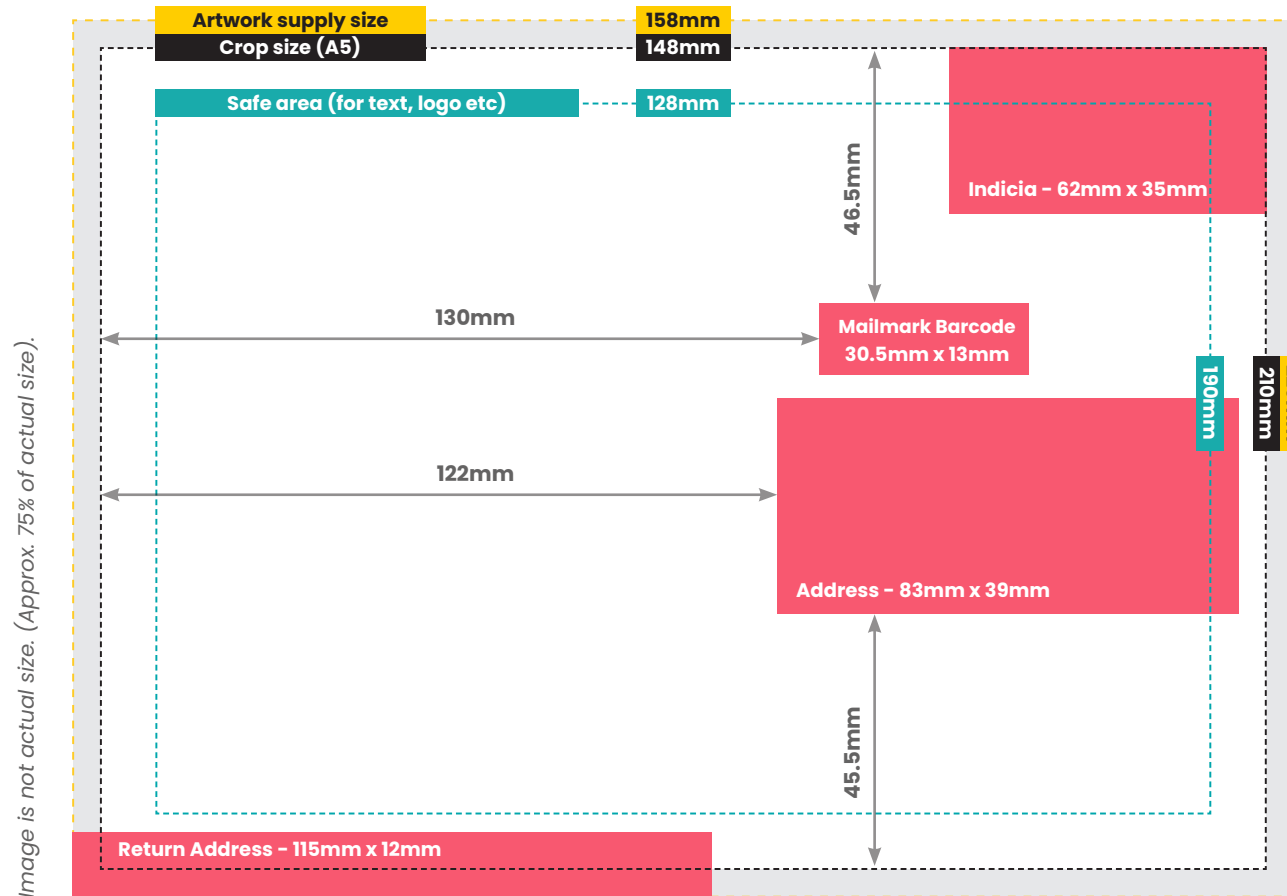 Artwork supply size 158mm
Crop size (A5) 148mm
Safe area (for text, logo etc) 128mm
46.5mm
Indicia - 62mm x 35mm
130mm
Mailmark Barcode
30.5mm x 13mm
190mm
210mm
122mm
Address - 83mm x 39mm
45.5mm
Return Address - 115mm x 12mm
Image is not actual size. (Approx. 75% of actual size).